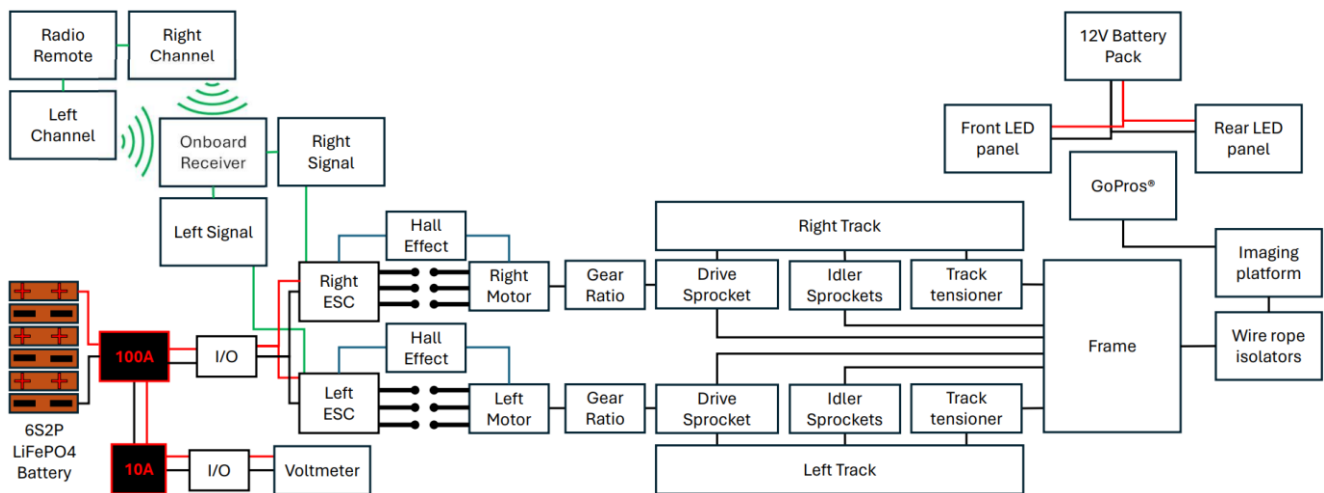 Radio
Remote
Right
Channel
Left
Channel
Onboard
Receiver
Right
Signal
Left Signal
12V Battery
Pack
Front LED
panel
Rear LED
panel
GoPros®
Imaging
platform
Wire rope
isolators
Hall
Effect
Right
ESC
Right
Motor
Gear
Ratio
Right Track
Drive
Sprocket
Idler
Sprockets
Track
tensioner
Frame
100A
I/O
Hall
Effect
Left
ESC
Left
Motor
Gear
Ratio
Drive
Sprocket
Idler
Sprockets
Track
tensioner
Left Track
6S2P
LiFePO4
Battery
10A
I/O
Voltmeter